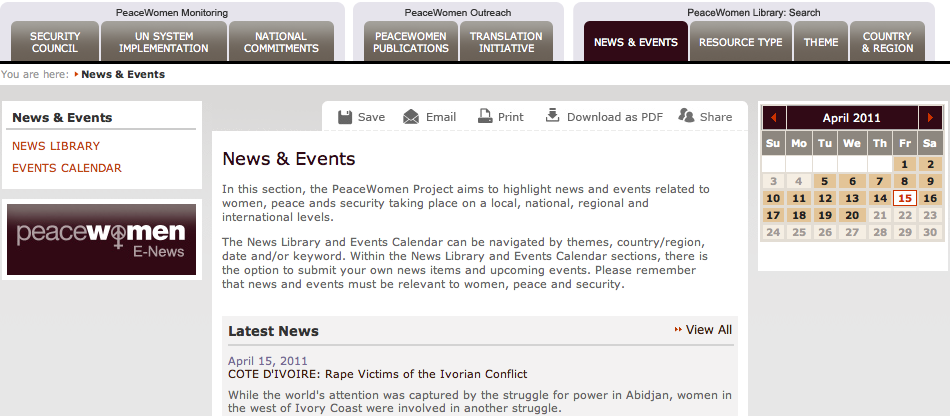 PeaceWomen Monitoring
PeaceWomen Outreach
PeaceWomen Library: Search
SECURITY
COUNCIL
UN SYSTEM
IMPLEMENTATION
NATIONAL
COMMITMENTS
PEACEWOMEN
PUBLICATIONS
TRANSLATION
INITIATIVE
NEWS & EVENTS
RESOURCE TYPE
THEME
COUNTRY
& REGION
You are here: News & Events
News & Events
NEWS LIBRARY
EVENTS CALENDAR
peacewomen
E-News
Save Email Print Download as PDF Share
News & Events
In this section, the PeaceWomen Project aims to highlight news and events related to
women, peace ands security taking place on a local, national, regional and
international levels.
The News Library and Events Calendar can be navigated by themes, country/region,
date and/or keyword. Within the News Library and Events Calendar sections, there is
the option to submit your own news items and upcoming events. Please remember
that news and events must be relevant to women, peace and security.
Latest News
View All
April 15, 2011
COTE D'IVOIRE: Rape Victims of the Ivorian Conflict
While the world's attention was captured by the struggle for power in Abidjan, women in
the west of Ivory Coast were involved in another struggle.
April 2011
Su Mo Tu We Th Fr Sa
1 2
3 4 5 6 7 8 9
10 11 12 13 14 15 16
17 18 19 20 21 22 23
24 25 26 27 28 29 30